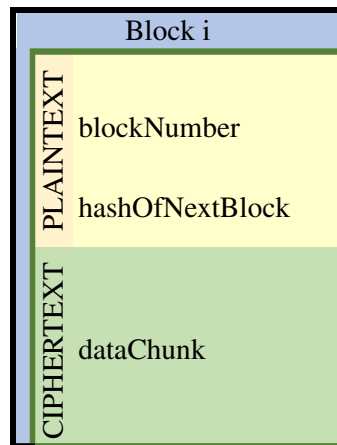 Block i
PLAINTEXT
blockNumber
hashOfNextBlock
CIPHERTEXT
dataChunk